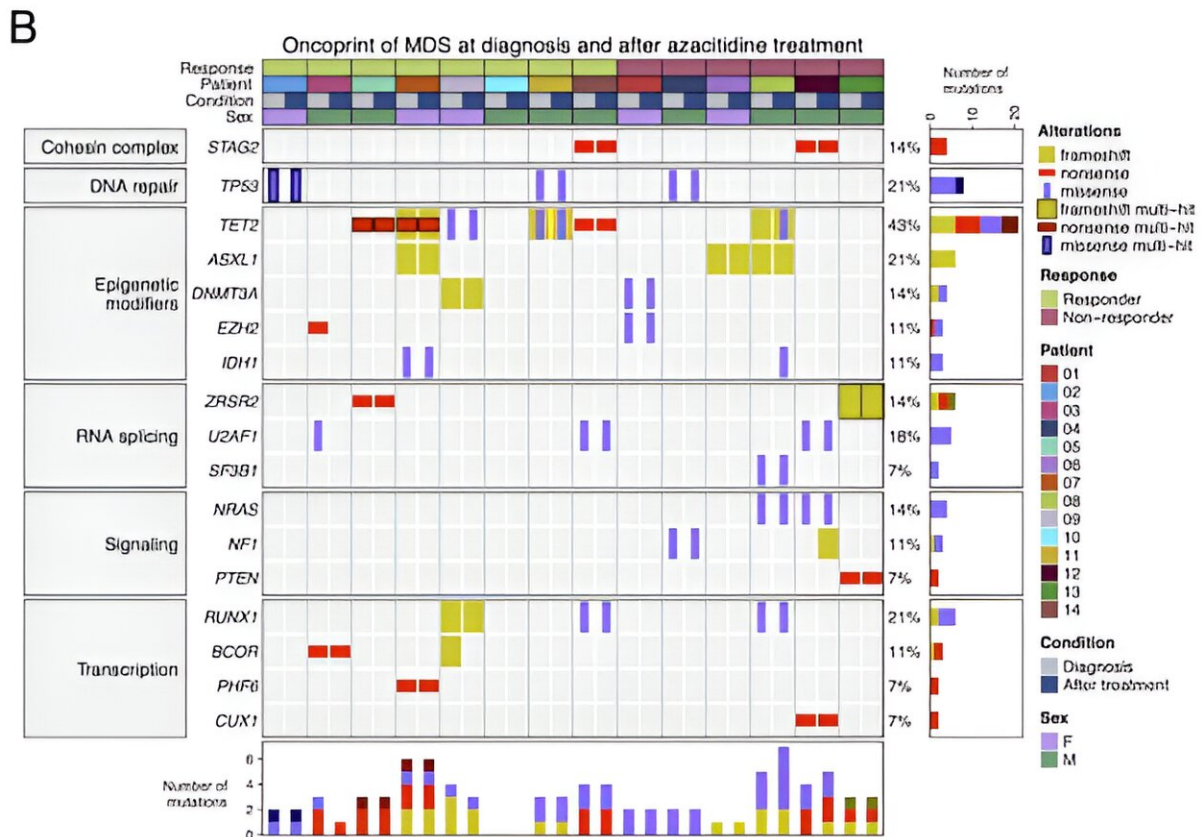 B
Oncoprint of MDS at diagnosis and after azacitidine treatment
Response
Patient
Condition
Sex
Number of
mutations
0 10 20
Cohesin complex STAG2 14%
DNA repair TP53 21%
Epigenetic
modifiers
TET2 43%
ASXL1 21%
DNMT3A 14%
EZH2 11%
IDH1 11%
RNA splicing
ZRSR2 14%
U2AF1 18%
SF3B1 7%
Signaling
NRAS 14%
NF1 11%
PTEN 7%
Transcription
RUNX1 21%
BCOR 11%
PHF6 7%
CUX1 7%
Number of
mutations
6
4
2
0
Alterations
frameshift
nonsense
missense
frameshift multi-hit
nonsense multi-hit
missense multi-hit
Response
Responder
Non-responder
Patient
01
02
03
04
05
06
07
08
09
10
11
12
13
14
Condition
Diagnosis
After treatment
Sex
F
M